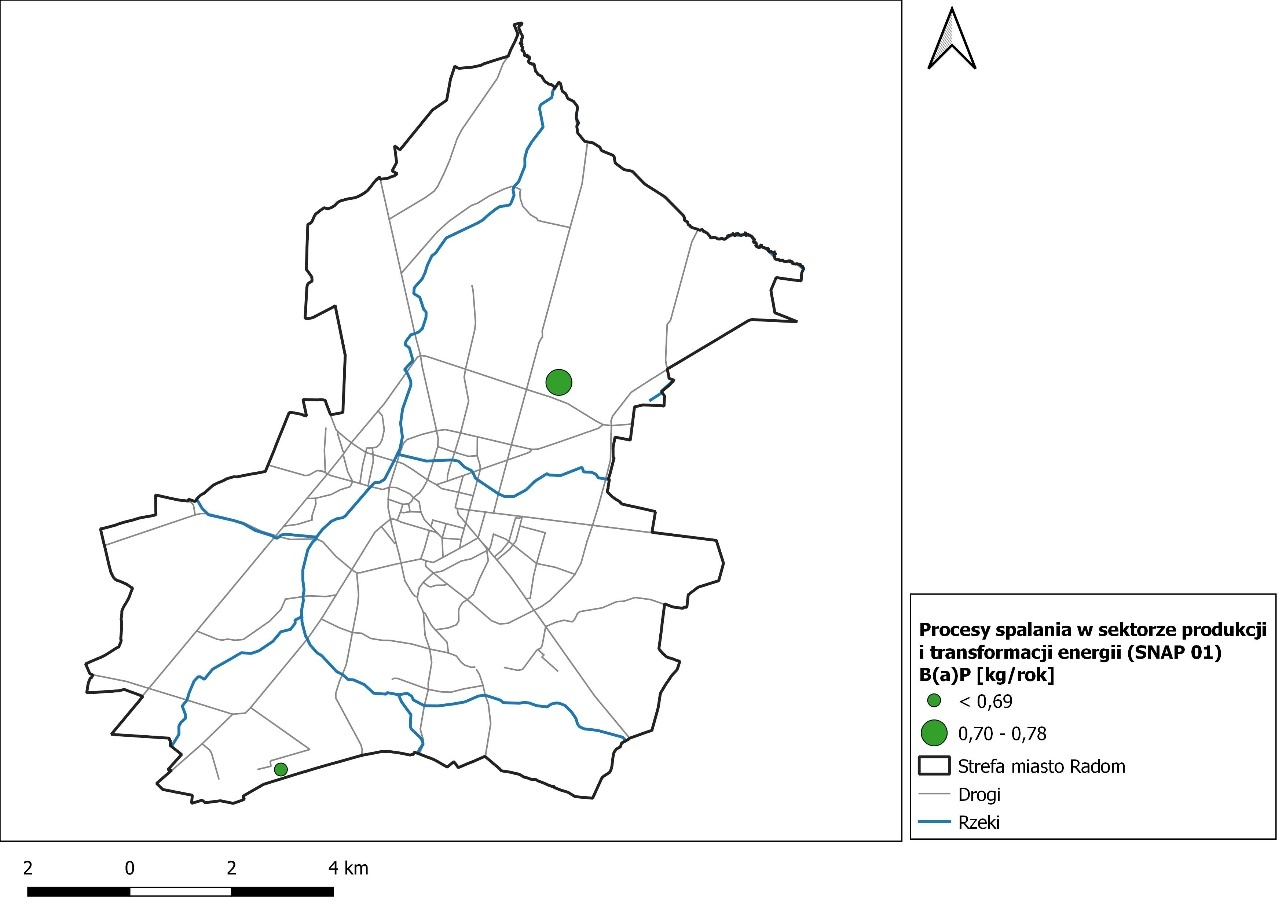 Procesy spalania w sektorze produkcji
i transformacji energii (SNAP 01)
B(a)P [kg/rok]
< 0,69
0,70 - 0,78
Strefa miasto Radom
Drogi
Rzeki
2 0 2 4 km